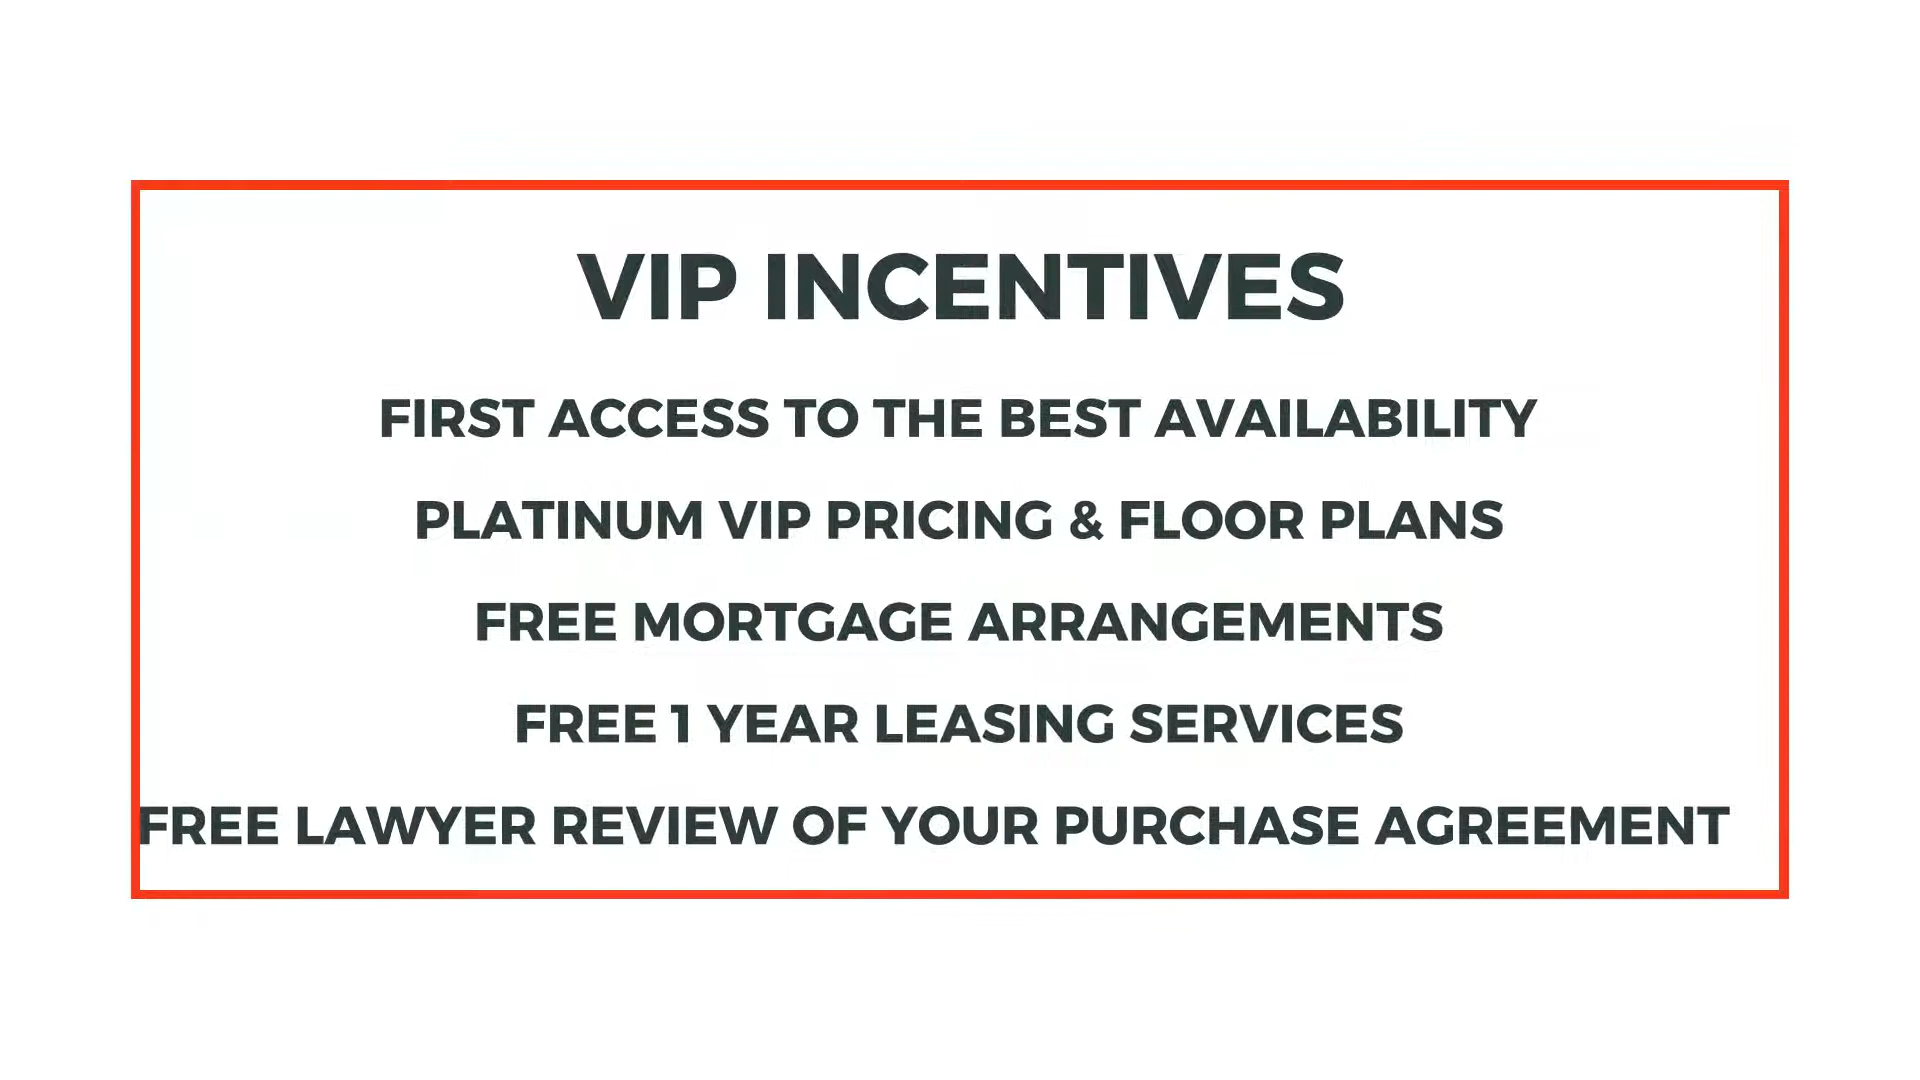 VIP INCENTIVES
FIRST ACCESS TO THE BEST AVAILABILITY
PLATINUM VIP PRICING & FLOOR PLANS
FREE MORTGAGE ARRANGEMENTS
FREE 1 YEAR LEASING SERVICES
FREE LAWYER REVIEW OF YOUR PURCHASE AGREEMENT